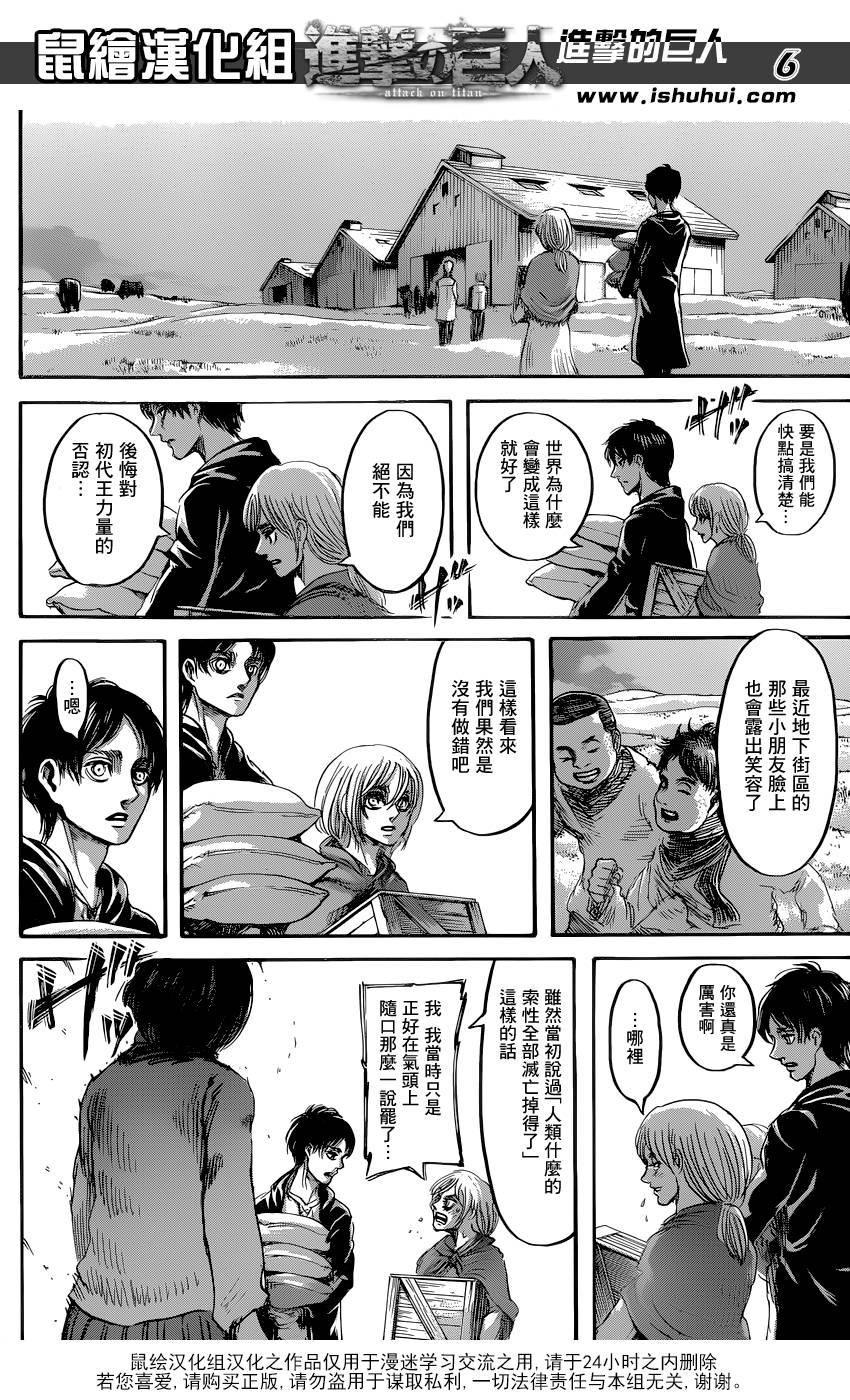 鼠繪漢化組
進撃の巨人
attack on titan
進擊的巨人
www.ishuhui.com
6
要是我們能
快點搞清楚…
世界為什麼
會變成這樣
就好了
因為我們
絕不能
後悔對
初代王力量的
否認…
最近地下街區的
那些小朋友臉上
也會露出笑容了
這樣看來
我們果然是
沒有做錯吧
…嗯
你還真是
厲害啊
…哪裡
雖然當初說過「人類什麼的
索性全部滅亡掉得了」
這樣的話
我 我當時只是
正好在氣頭上
隨口那麼一說罷了…
鼠绘汉化组汉化之作品仅用于漫迷学习交流之用, 请于24小时之内删除
若您喜爱, 请购买正版, 请勿盗用于谋取私利, 一切法律责任与本组无关, 谢谢。